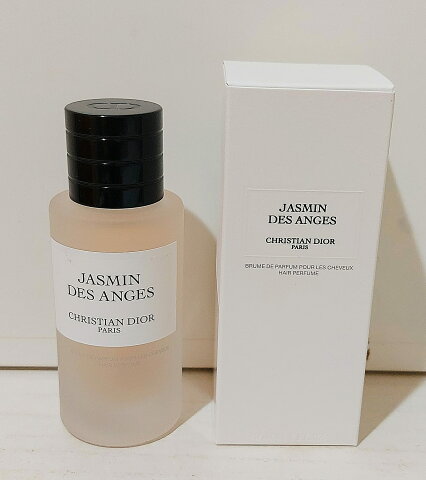 JASMIN
DES ANGES
CHRISTIAN DIOR
PARIS
JASMIN
DES ANGES
CHRISTIAN DIOR
PARIS
BRUME DE PARFUM POUR LES CHEVEUX
HAIR PERFUME